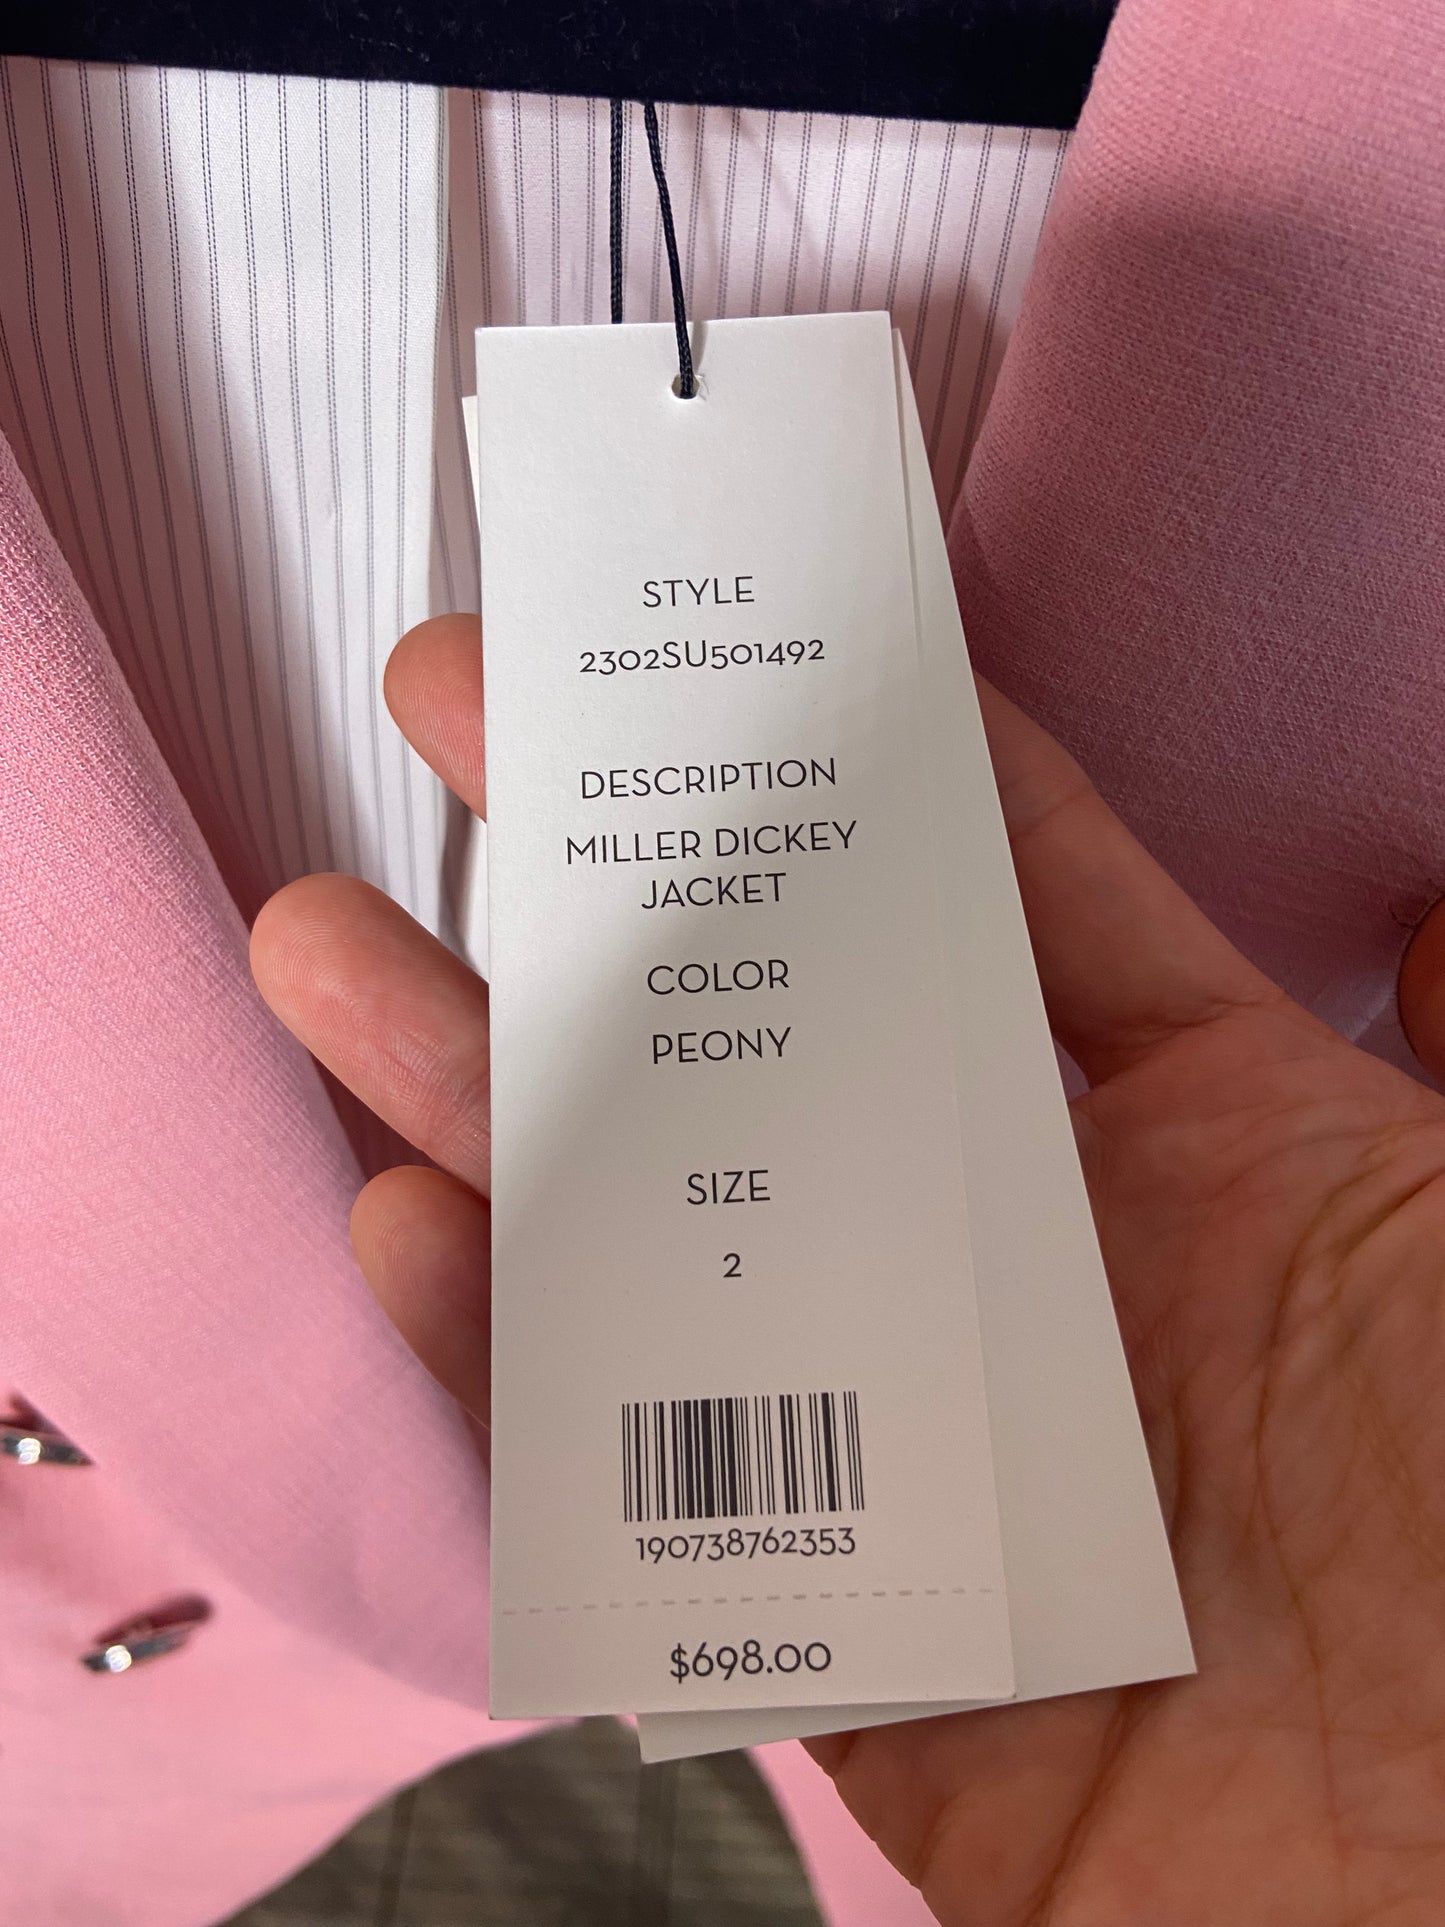 STYLE
2302SU501492
DESCRIPTION
MILLER DICKEY
JACKET
COLOR
PEONY
SIZE
2
190738762353
$698.00